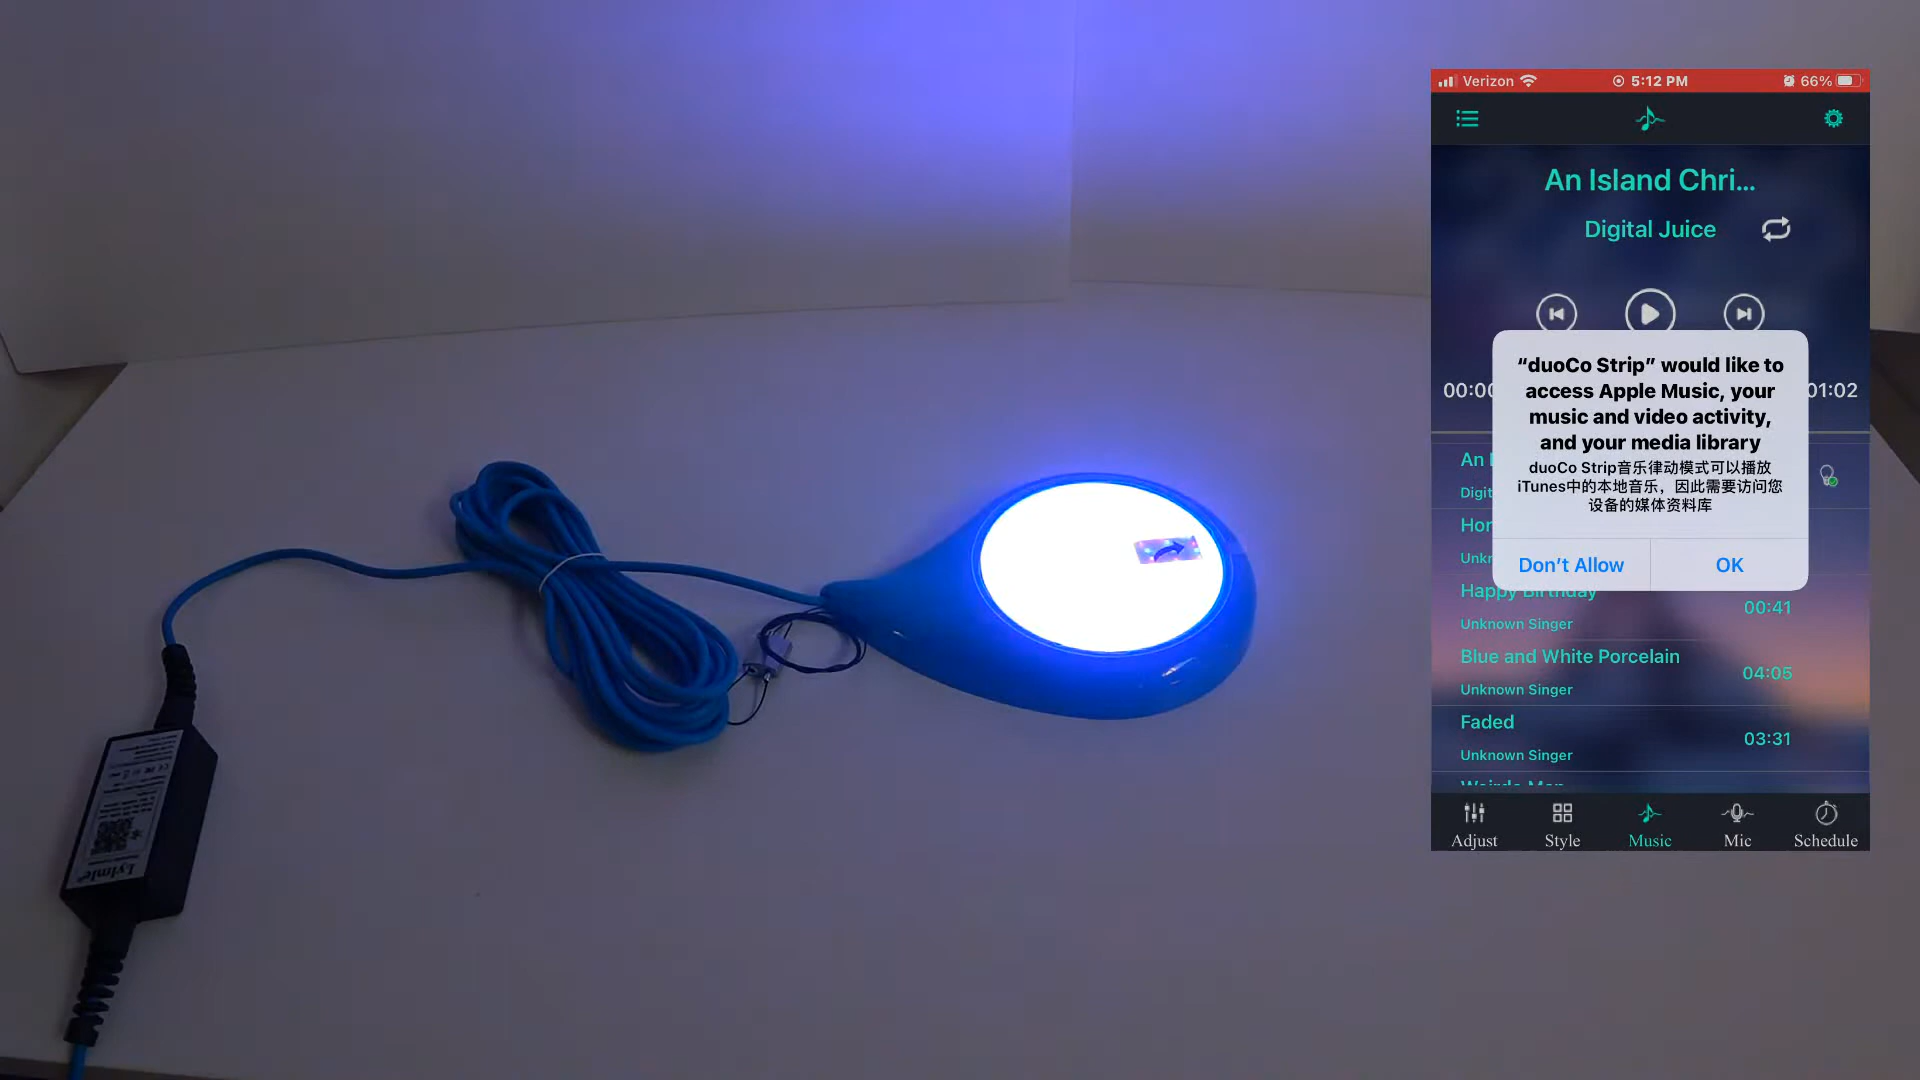 Verizon 5:12 PM 66%
An Island Chri...
Digital Juice
00:00 01:02
“duoCo Strip” would like to
access Apple Music, your
music and video activity,
and your media library
duoCo Strip音乐律动模式可以播放
iTunes中的本地音乐，因此需要访问您
设备的媒体资料库
Don’t Allow OK
An
Digit
Hor
Unkr
Happy Birthday
00:41
Unknown Singer
Blue and White Porcelain
04:05
Unknown Singer
Faded
03:31
Unknown Singer
Adjust Style Music Mic Schedule
Lylmle